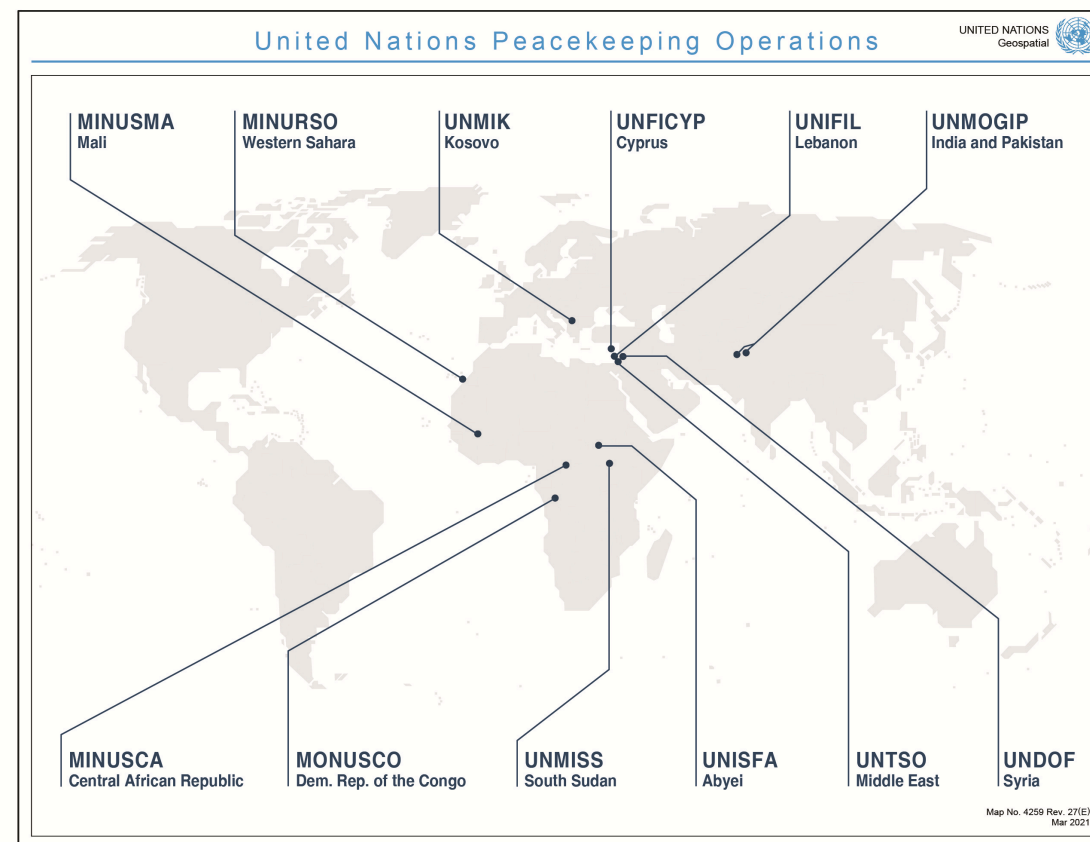 United Nations Peacekeeping Operations
UNITED NATIONS
Geospatial
MINUSMA
Mali
MINURSO
Western Sahara
UNMIK
Kosovo
UNFICYP
Cyprus
UNIFIL
Lebanon
UNMOGIP
India and Pakistan
MINUSCA
Central African Republic
MONUSCO
Dem. Rep. of the Congo
UNMISS
South Sudan
UNISFA
Abyei
UNTSO
Middle East
UNDOF
Syria
Map No. 4259 Rev. 27(E)
Mar 2021